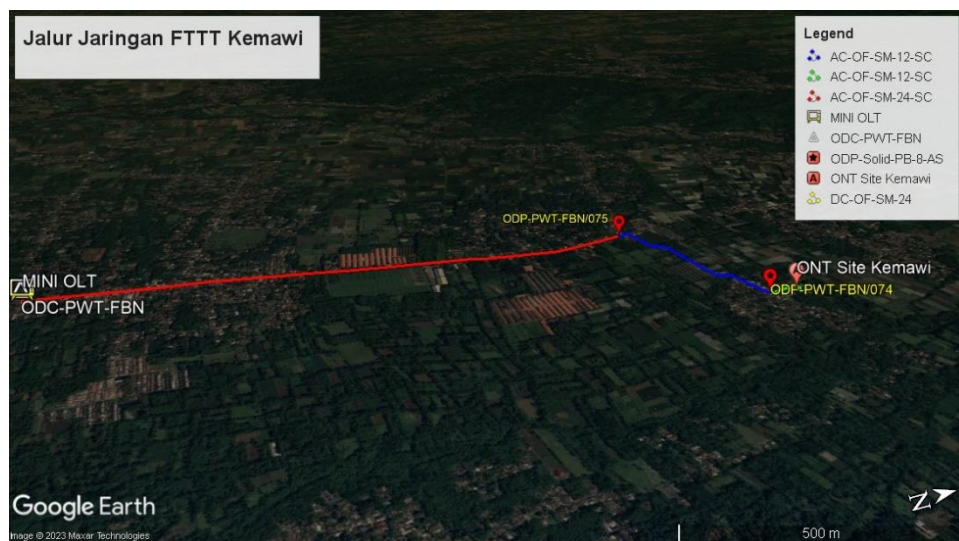 Jalur Jaringan FTTT Kemawi
Legend
AC-OF-SM-12-SC
AC-OF-SM-12-SC
AC-OF-SM-24-SC
MINI OLT
ODC-PWT-FBN
ODP-Solid-PB-8-AS
A
ONT Site Kemawi
DC-OF-SM-24
ODP-PWT-FBN/075
ONT Site Kemawi
ODP-PWT-FBN/074
MINI OLT
ODC-PWT-FBN
Google Earth
Image © 2023 Maxar Technologies
500 m
N